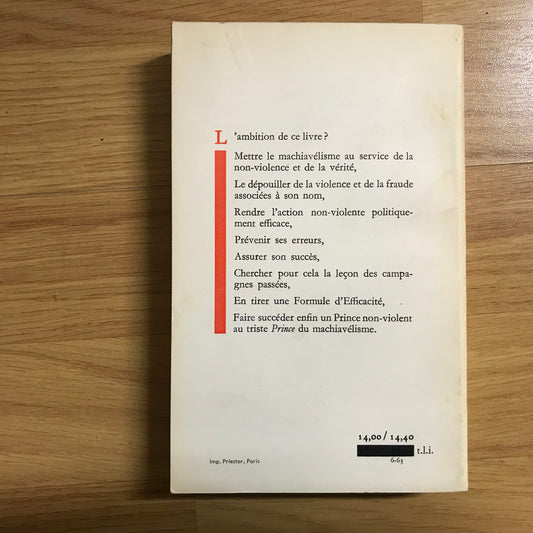 L'ambition de ce livre?
Mettre le machiavélisme au service de la
non-violence et de la vérité,
Le dépouiller de la violence et de la fraude
associées à son nom,
Rendre l'action non-violente politique-
ment efficace,
Prévenir ses erreurs,
Assurer son succès,
Chercher pour cela la leçon des campa-
gnes passées,
En tirer une Formule d'Efficacité,
Faire succéder enfin un Prince non-violent
au triste Prince du machiavélisme.
14,00/14,40
t.l.i.
6-63
Imp. Priester, Paris